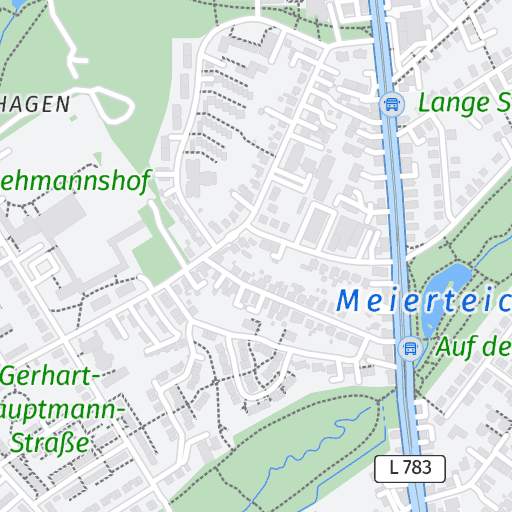 HAGEN
Lange S
ehmannshof
Meierteic
Auf de
Gerhart-
auptmann-
Straße
L 783